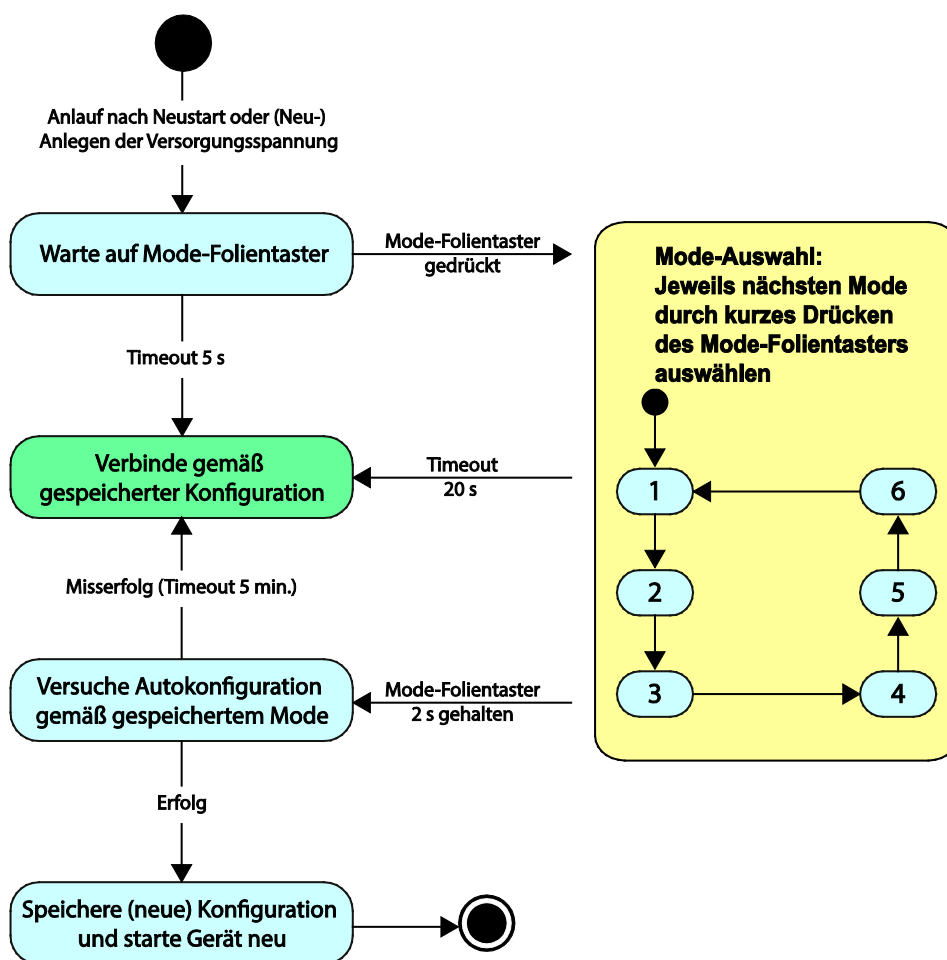 Anlauf nach Neustart oder (Neu-)
Anlegen der Versorgungsspannung
Warte auf Mode-Folientaster
Mode-Folientaster
gedrückt
Mode-Auswahl:
Jeweils nächsten Mode
durch kurzes Drücken
des Mode-Folientasters
auswählen
Timeout 5 s
Verbinde gemäß
gespeicherter Konfiguration
Timeout
20 s
1
6
2
5
3
4
Misserfolg (Timeout 5 min.)
Versuche Autokonfiguration
gemäß gespeichertem Mode
Mode-Folientaster
2 s gehalten
Erfolg
Speichere (neue) Konfiguration
und starte Gerät neu